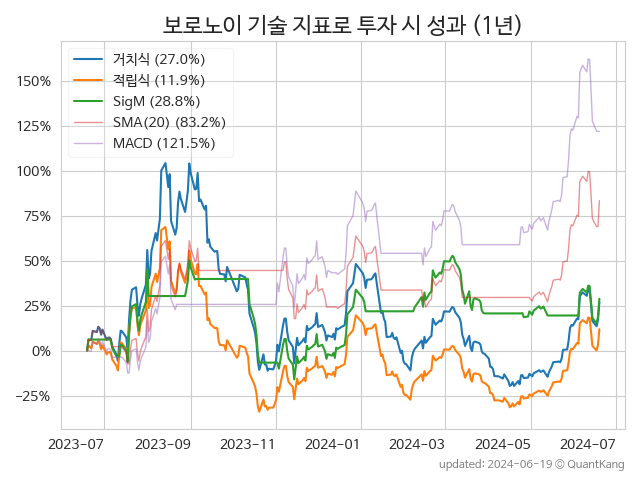 보로노이 기술 지표로 투자 시 성과 (1년)
거치식 (27.0%)
적립식 (11.9%)
SigM (28.8%)
SMA(20) (83.2%)
MACD (121.5%)
150%
125%
100%
75%
50%
25%
0%
−25%
2023-07 2023-09 2023-11 2024-01 2024-03 2024-05 2024-07
updated: 2024-06-19 © QuantKang